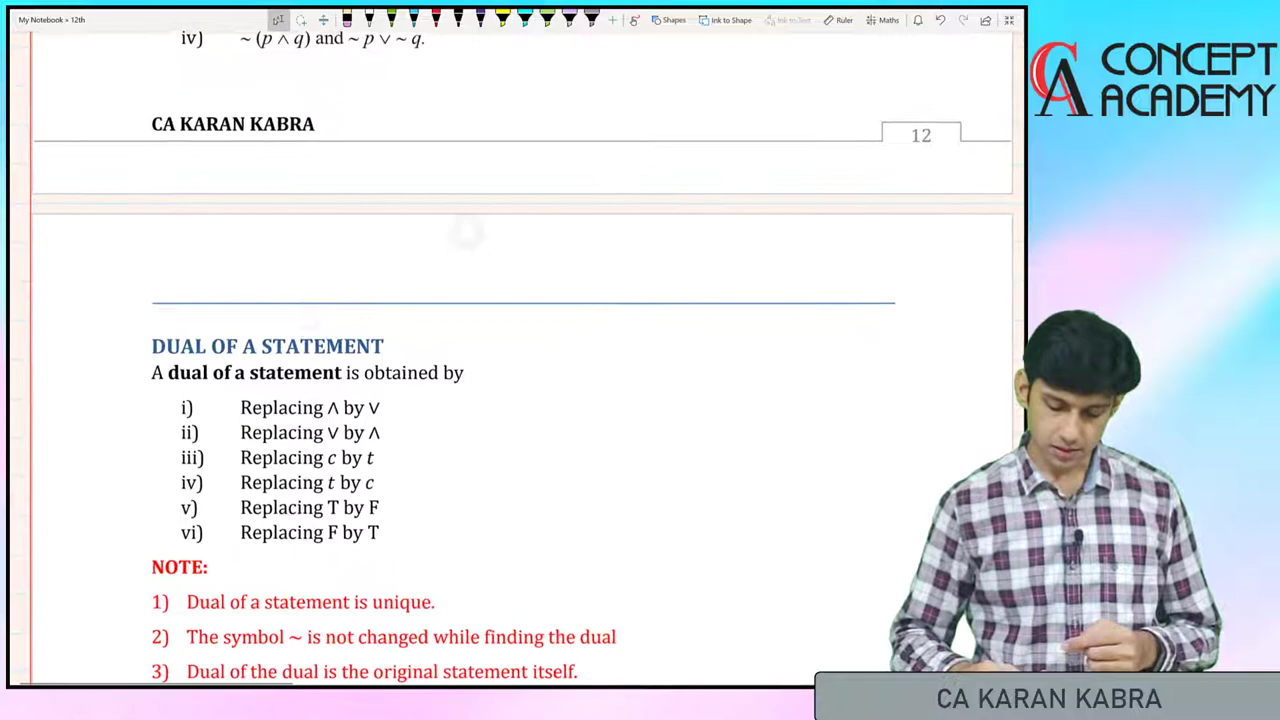 My Notebook » 12th
Shapes
Ink to Shape
Ink to Text
Ruler
Maths
iv) ~ (p ∧ q) and ~ p ∨ ~ q.
CONCEPT
ACADEMY
CA KARAN KABRA
12
DUAL OF A STATEMENT
A dual of a statement is obtained by
i) Replacing ∧ by ∨
ii) Replacing ∨ by ∧
iii) Replacing c by t
iv) Replacing t by c
v) Replacing T by F
vi) Replacing F by T
NOTE:
1) Dual of a statement is unique.
2) The symbol ~ is not changed while finding the dual
3) Dual of the dual is the original statement itself.
CA KARAN KABRA